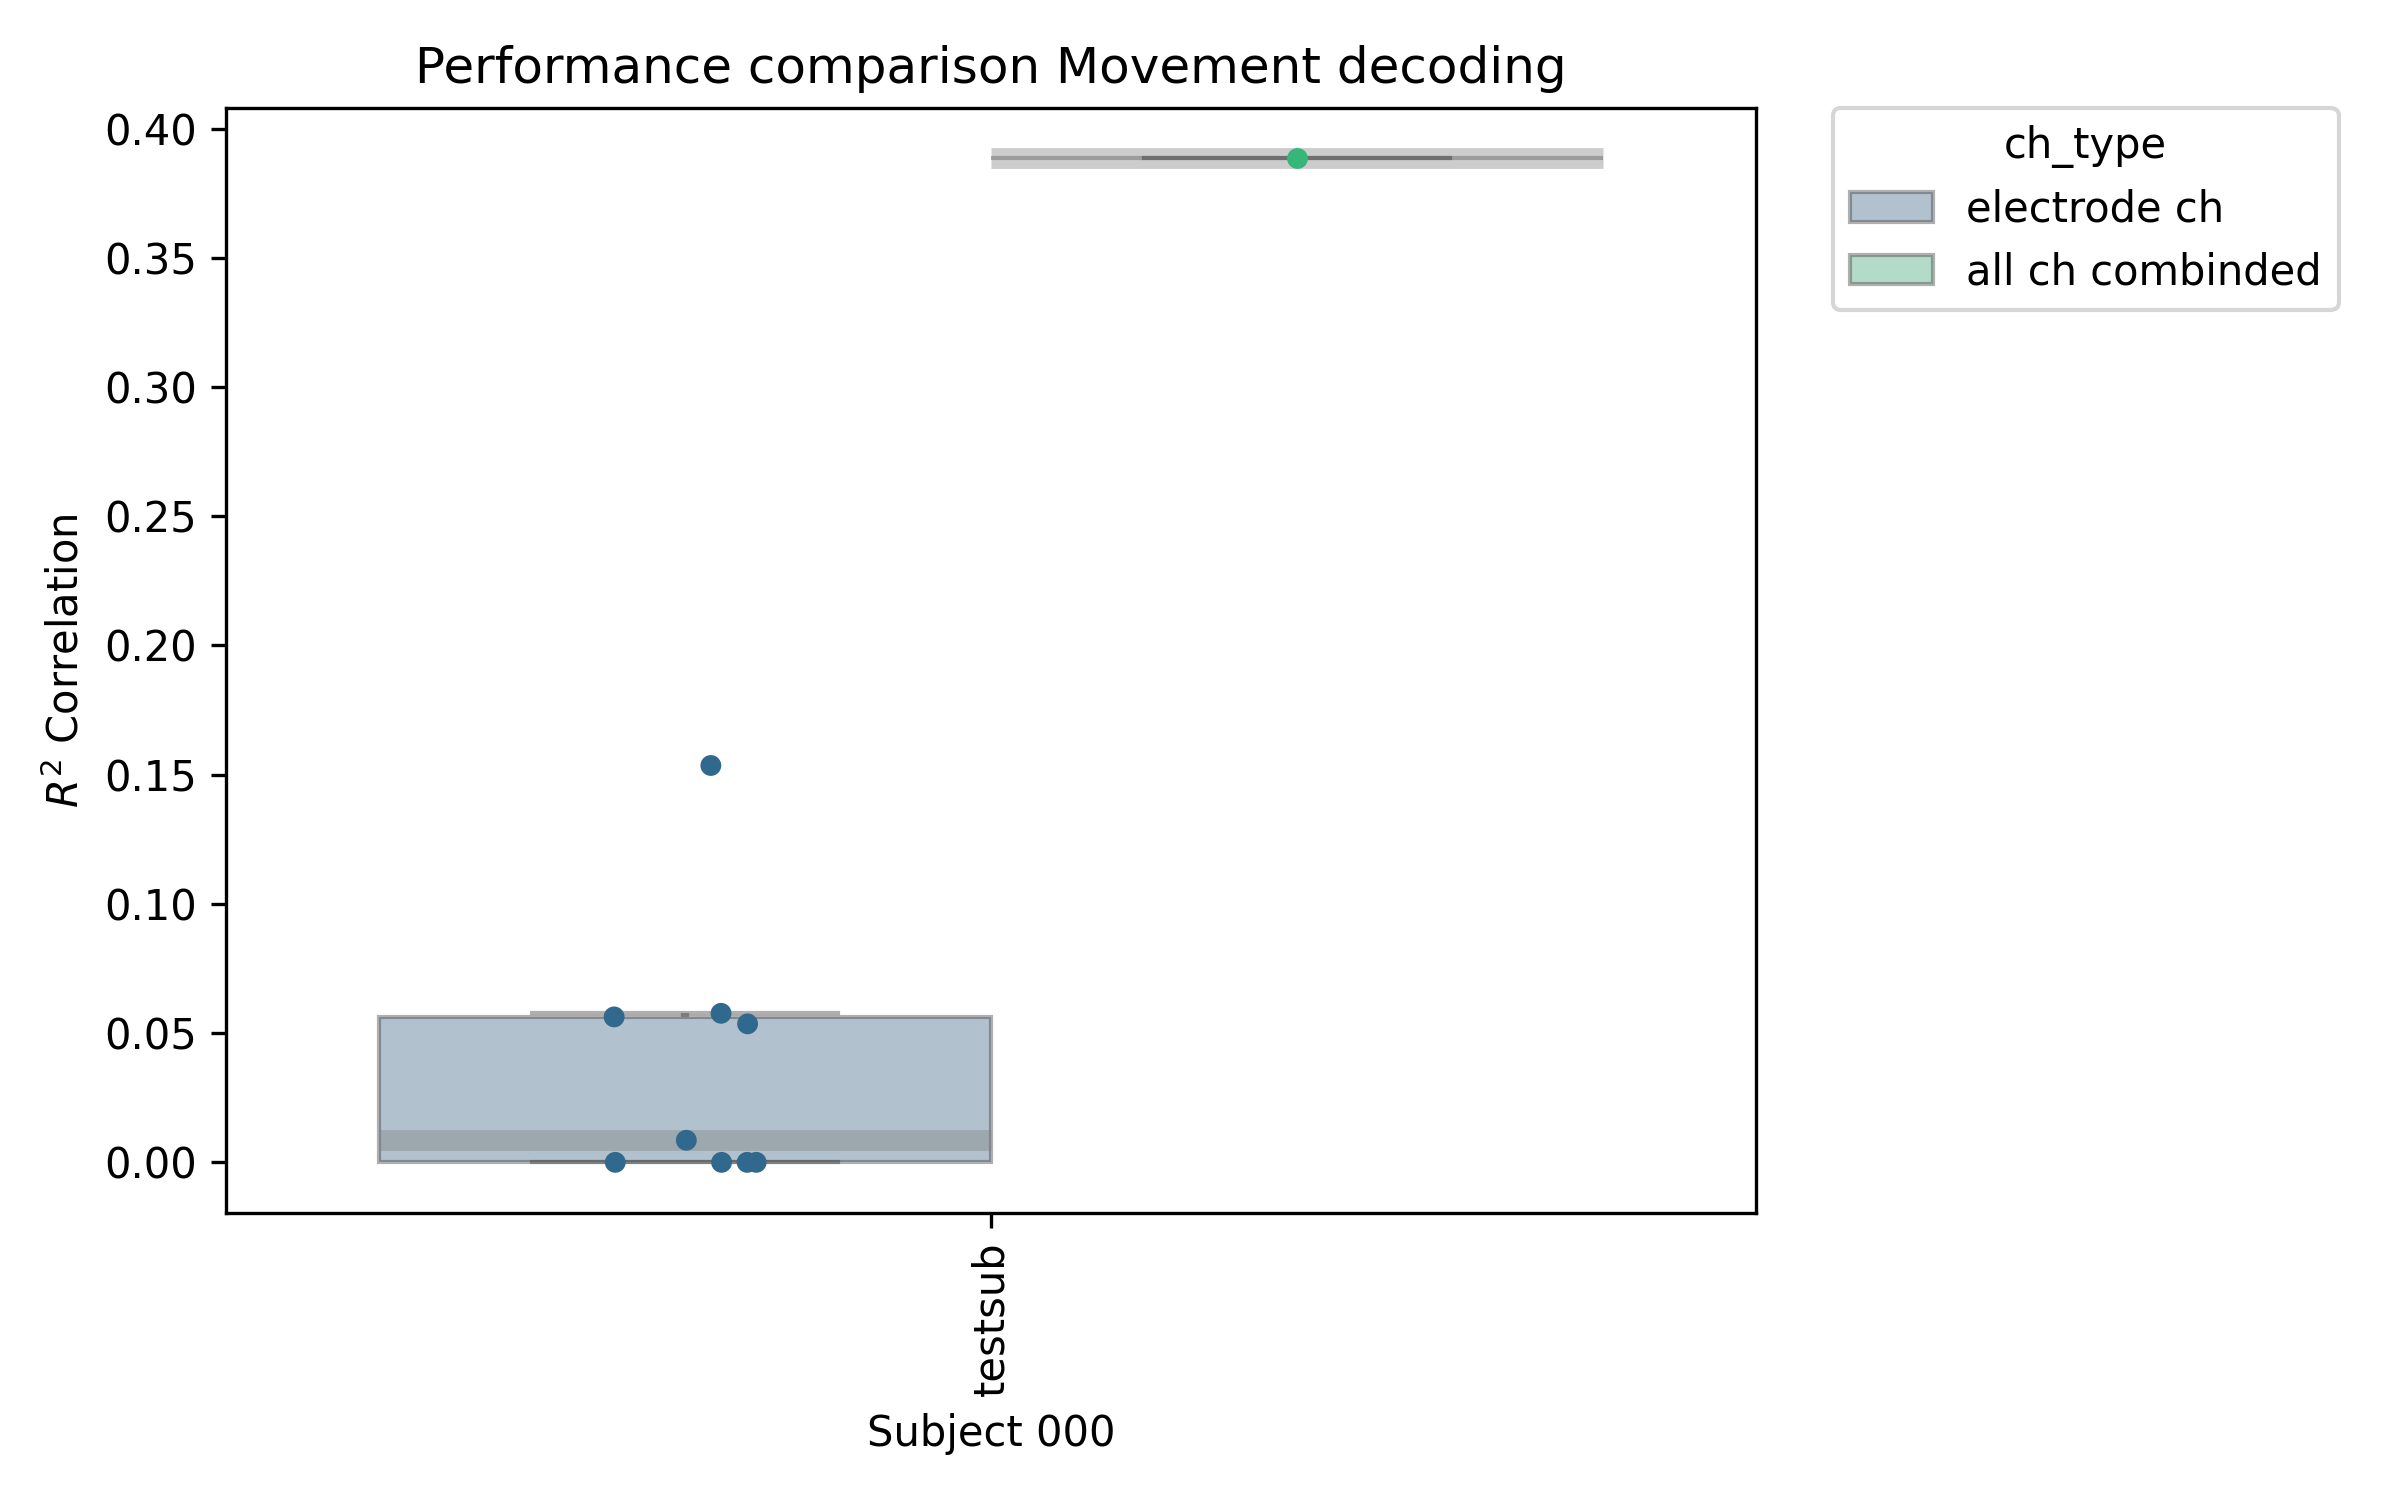 Performance comparison Movement decoding
0.40
0.35
0.30
0.25
0.20
0.15
0.10
0.05
0.00
R² Correlation
testsub
Subject 000
ch_type
electrode ch
all ch combinded